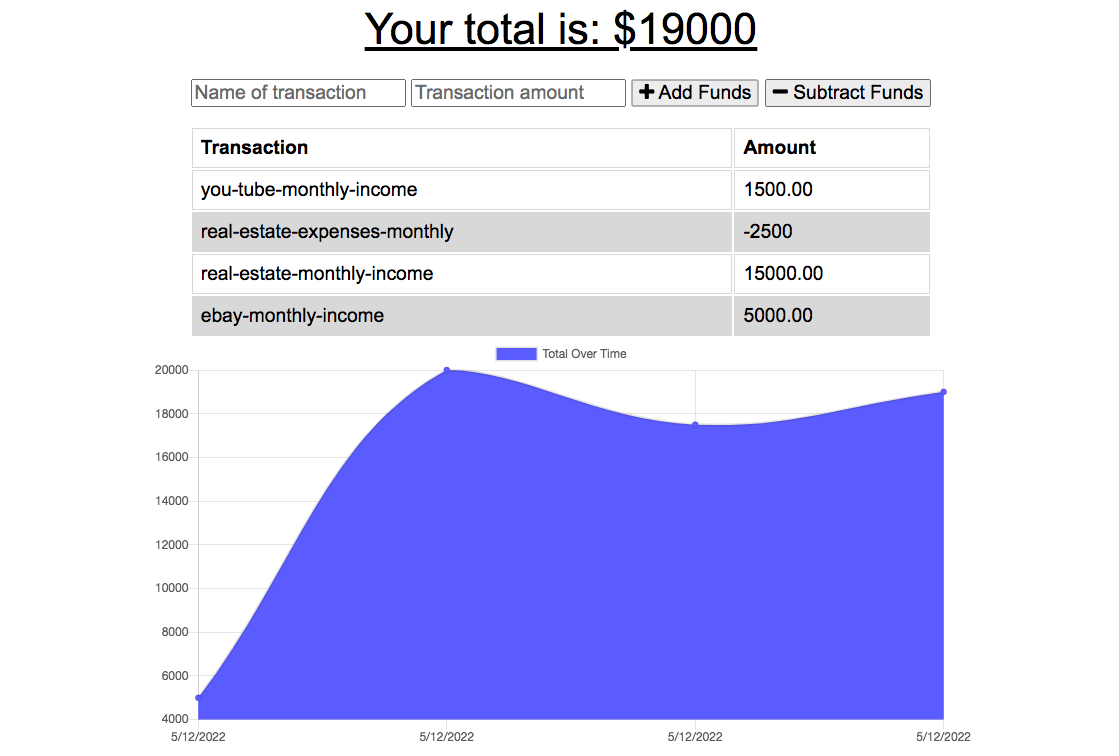 Your total is: $19000
Name of transaction Transaction amount + Add Funds − Subtract Funds
Transaction Amount
you-tube-monthly-income 1500.00
real-estate-expenses-monthly -2500
real-estate-monthly-income 15000.00
ebay-monthly-income 5000.00
Total Over Time
20000
18000
16000
14000
12000
10000
8000
6000
4000
5/12/2022 5/12/2022 5/12/2022 5/12/2022